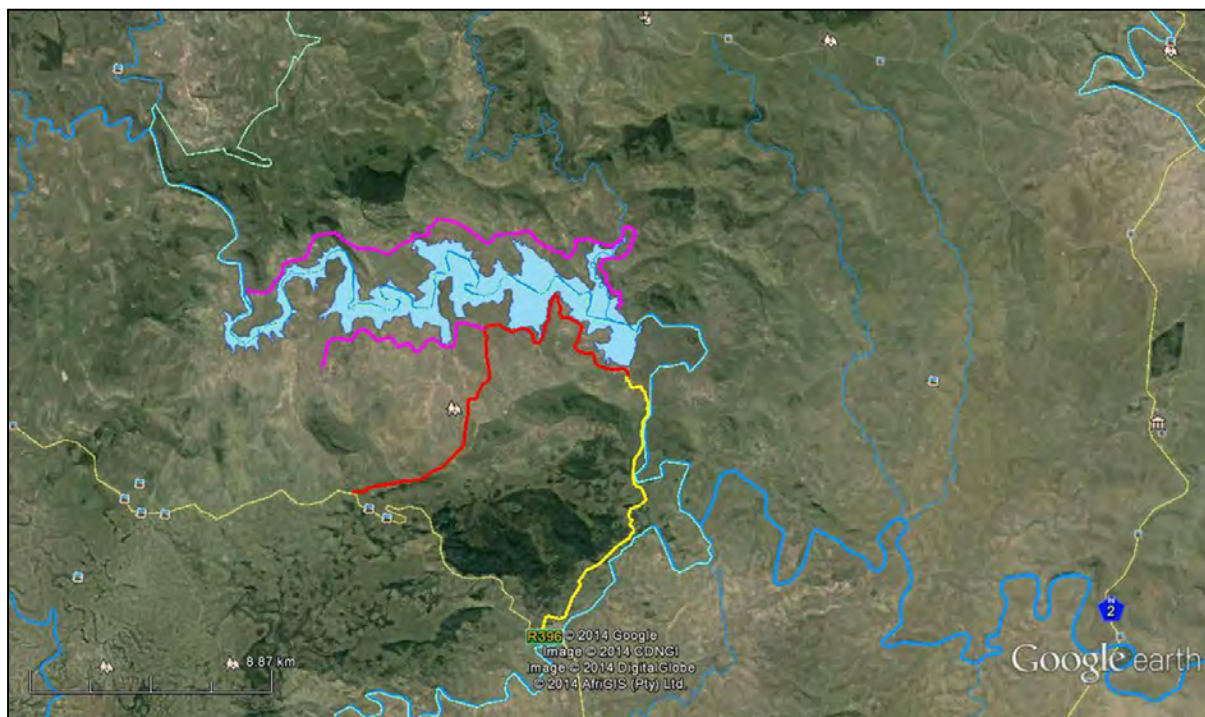 N
2
R396
© 2014 Google
Image © 2014 CDNGI
Image © 2014 DigitalGlobe
© 2014 AfriGIS (Pty) Ltd.
8.87 km
Google earth